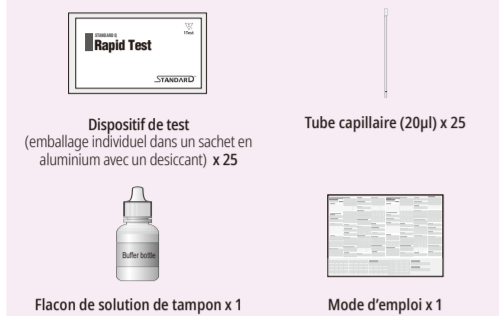 STANDARD Q
Rapid Test
1Test
STANDARD
Dispositif de test
(emballage individuel dans un sachet en
aluminium avec un desiccant) x 25
Tube capillaire (20µl) x 25
Buffer bottle
Flacon de solution de tampon x 1
Mode d'emploi x 1